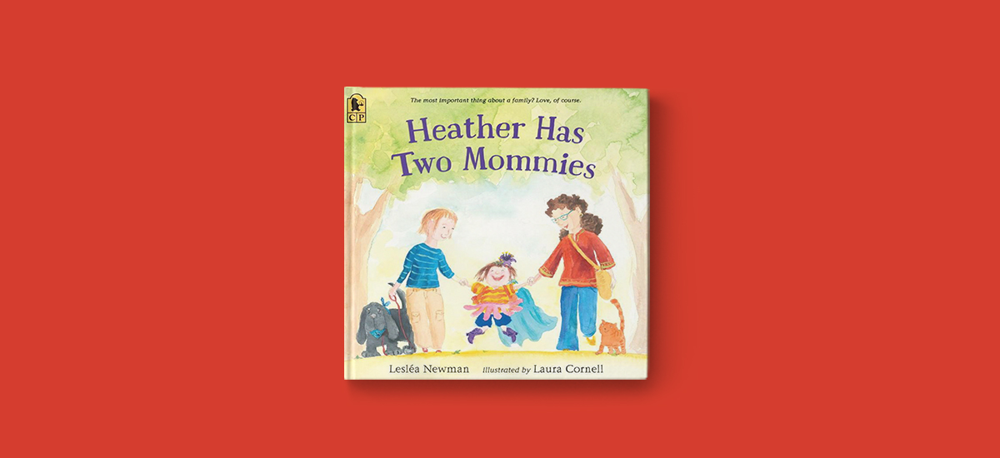 The most important thing about a family? Love, of course.
CP
Heather Has
Two Mommies
Lesléa Newman illustrated by Laura Cornell